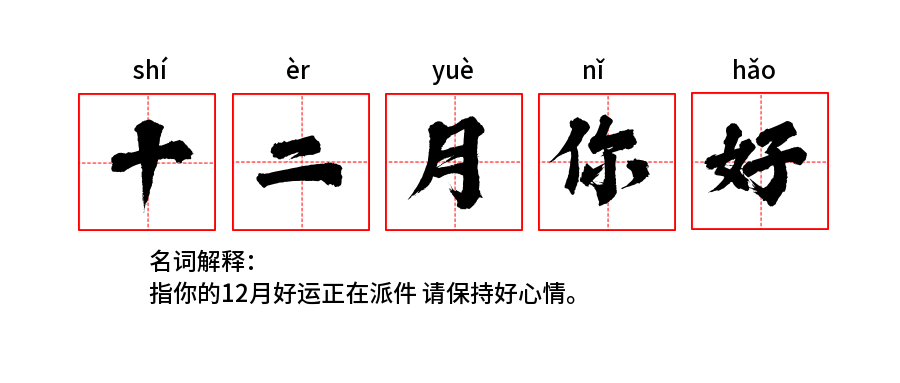 shí èr yuè nǐ hǎo
十二月你好
名词解释：
指你的12月好运正在派件 请保持好心情。